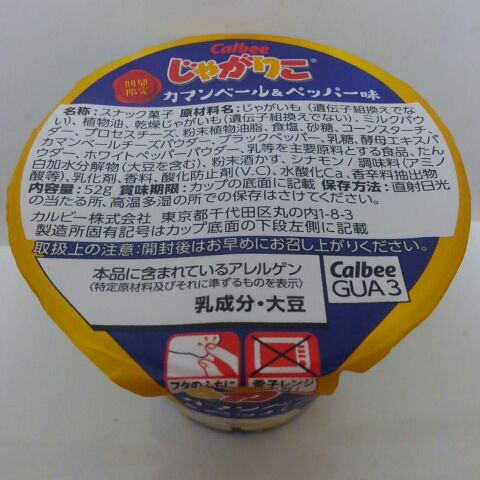 Calbee
期間
限定
じゃがりこ®
カマンベール&ペッパー味
名称:スナック菓子 原材料名:じゃがいも(遺伝子組換えでな
い)、植物油、乾燥じゃがいも(遺伝子組換えでない)、ミルクパウ
ダー、プロセスチーズ、粉末植物油脂、食塩、砂糖、コーンスターチ、
カマンベールチーズパウダー、ブラックペッパー、乳糖、酵母エキスパ
ウダー、ホワイトペッパーパウダー、乳等を主要原料とする食品、たん
白加水分解物(大豆を含む)、粉末酒かす、シナモン/調味料(アミノ
酸等)、乳化剤、香料、酸化防止剤(V.C)、水酸化Ca、香辛料抽出物
内容量:52g 賞味期限:カップの底面に記載 保存方法:直射日光
の当たる所、高温多湿の所での保存はさけてください。
カルビー株式会社 東京都千代田区丸の内1-8-3
製造所固有記号はカップ底面の下段左側に記載
取扱上の注意:開封後はお早めにお召し上がりください。
本品に含まれているアレルゲン
(特定原材料及びそれに準ずるものを表示)
乳成分・大豆
Calbee
GUA3
フタのふちに
電子レンジ